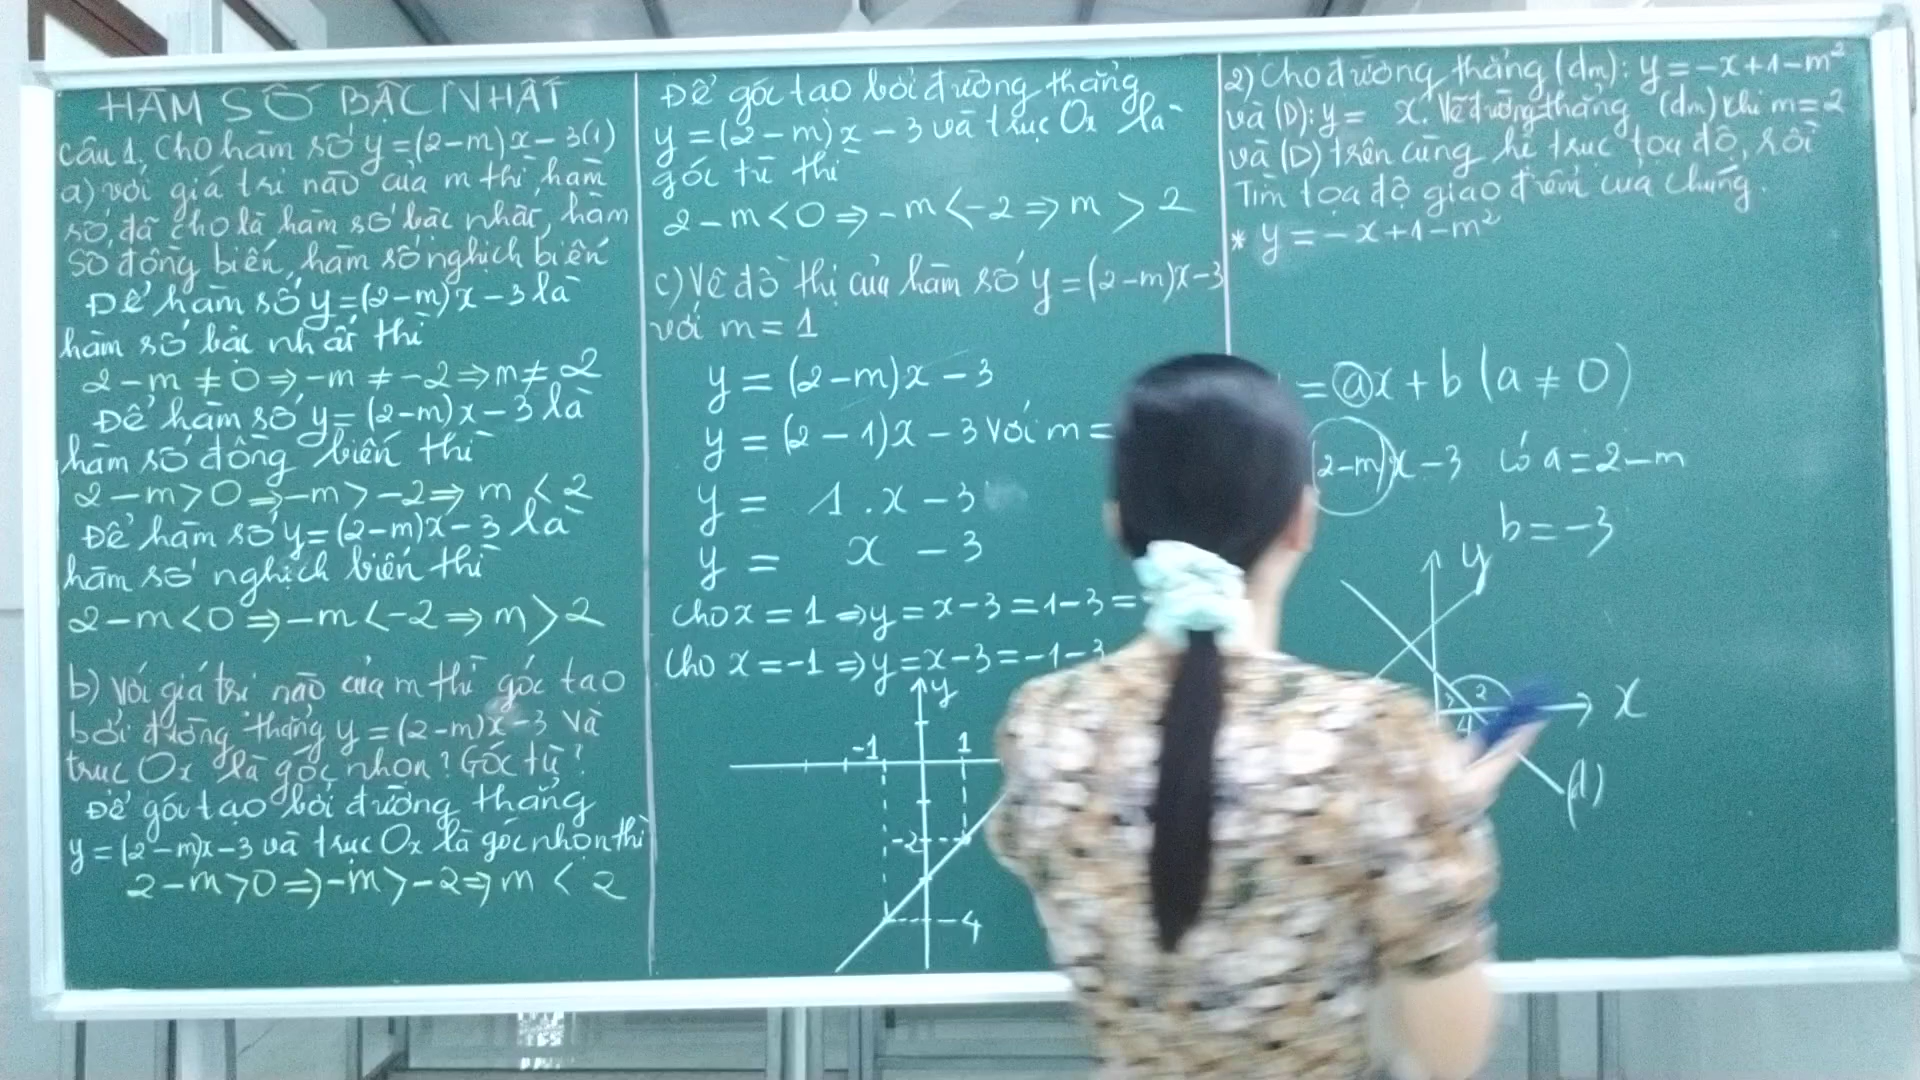 HÀM SỐ BẬC NHẤT
Câu 1. Cho hàm số y=(2-m)x-3(1)
a) với giá trị nào của m thì, hàm
số, đã cho là hàm số bậc nhất, hàm
số đồng biến, hàm số nghịch biến
Để hàm số y=(2-m)x-3 là
hàm số bậc nhất thì
2-m≠0⇒-m≠-2⇒m≠2
Để hàm số y=(2-m)x-3 là
hàm số đồng biến thì
2-m>0⇒-m>-2⇒m<2
Để hàm số y=(2-m)x-3 là
hàm số nghịch biến thì
2-m<0⇒-m<-2⇒m>2
b) Với giá trị nào của m thì góc tạo
bởi đường thẳng y=(2-m)x-3 và
trục Ox là góc nhọn? Góc tù?
Để góc tạo bởi đường thẳng
y=(2-m)x-3 và trục Ox là góc nhọn thì
2-m>0⇒-m>-2⇒m<2
Để góc tạo bởi đường thẳng
y=(2-m)x-3 và trục Ox là
góc tù thì
2-m<0⇒-m<-2⇒m>2
c) Vẽ đồ thị của hàm số y=(2-m)x-3
với m=1
y=(2-m)x-3
y=(2-1)x-3 với m=
y= 1.x-3
y= x -3
Cho x=1⇒y=x-3=1-3=
Cho x=-1⇒y=x-3=-1-3
y
-1 1
-2
-4
2) Cho đường thẳng (dm): y=-x+1-m²
và (D): y= x. Vẽ đường thẳng (dm) khi m=2
và (D) trên cùng hệ trục tọa độ, rồi
Tìm tọa độ giao điểm của chúng.
* y=-x+1-m²
=ax+b (a≠0)
(2-m)x-3 có a=2-m
b=-3
y
3 2
4
x
(d)